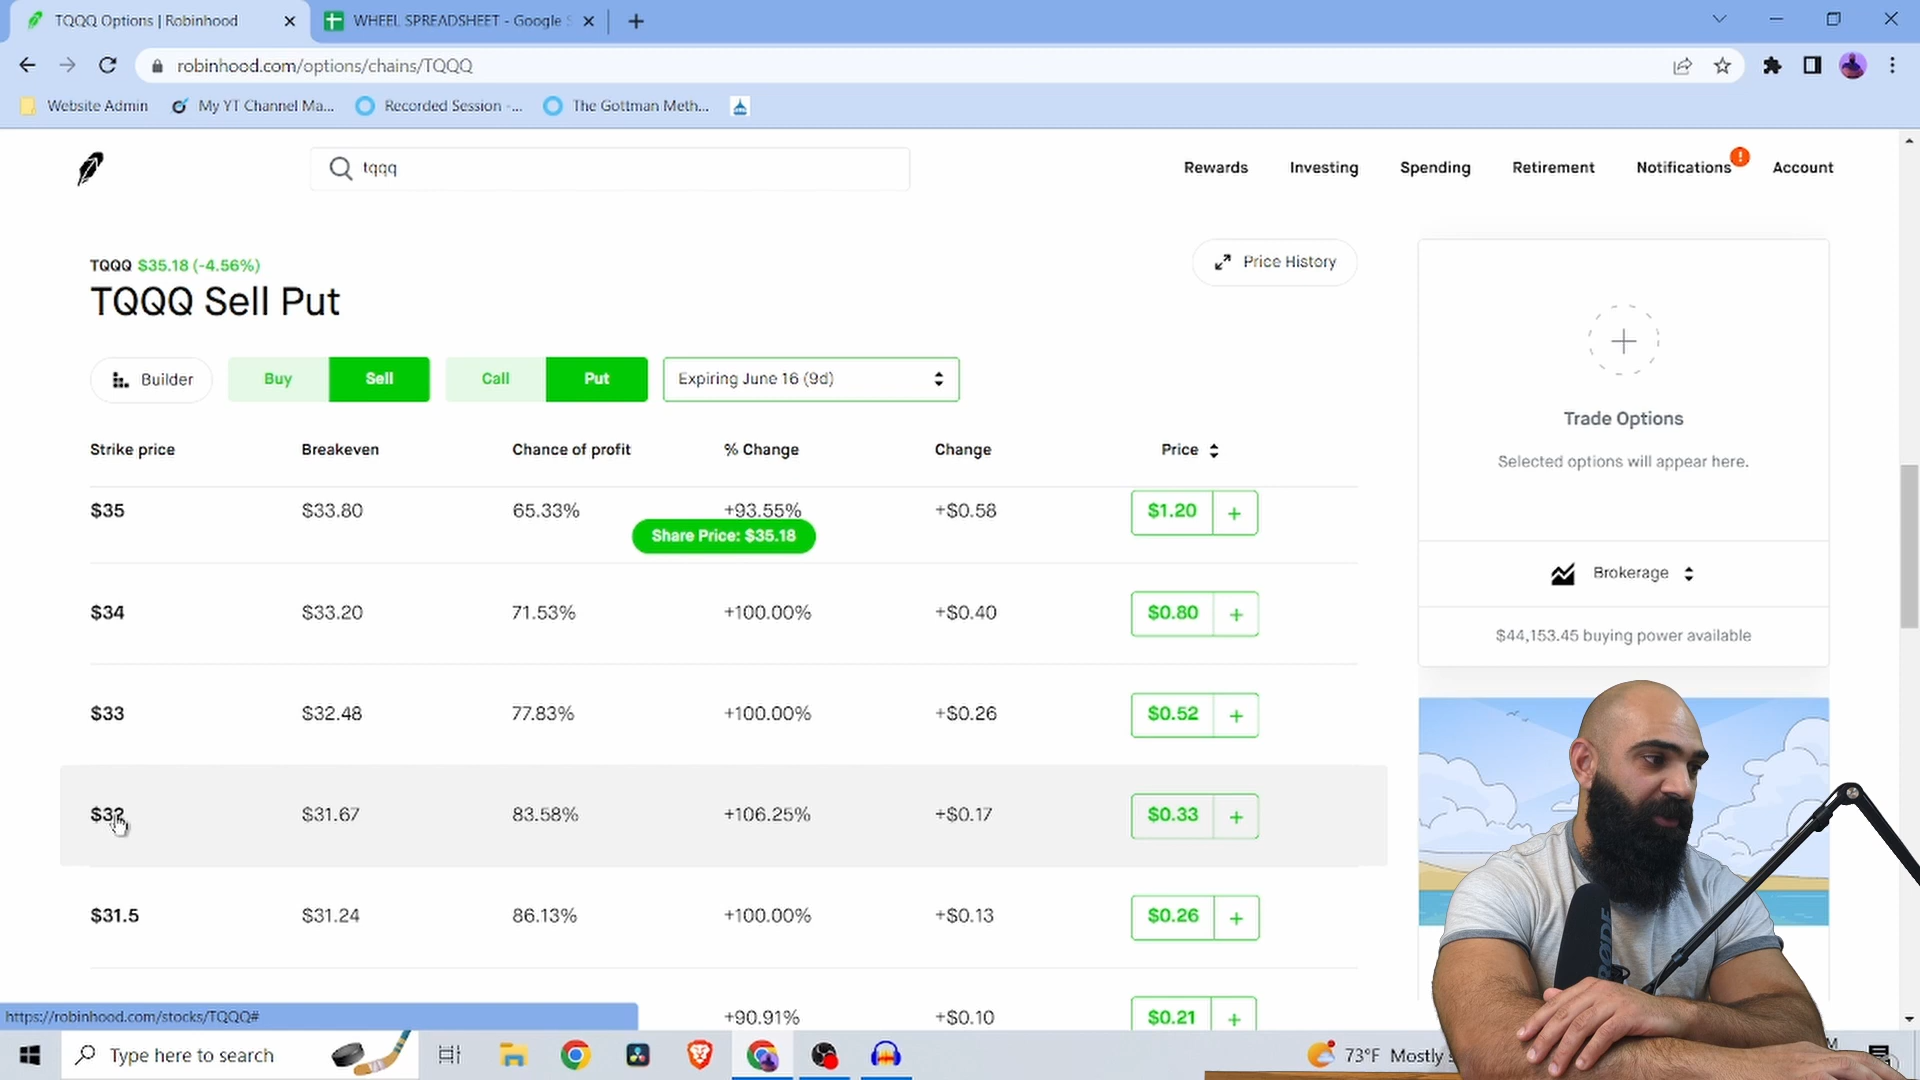 TQQQ Options | Robinhood
WHEEL SPREADSHEET - Google
robinhood.com/options/chains/TQQQ
Website Admin
My YT Channel Ma...
Recorded Session -...
The Gottman Meth...
tqqq
Rewards
Investing
Spending
Retirement
Notifications
!
Account
TQQQ $35.18 (-4.56%)
TQQQ Sell Put
Price History
Builder
Buy
Sell
Call
Put
Expiring June 16 (9d)
Strike price Breakeven Chance of profit % Change Change Price
$35 $33.80 65.33% +93.55% +$0.58 $1.20 +
Share Price: $35.18
$34 $33.20 71.53% +100.00% +$0.40 $0.80 +
$33 $32.48 77.83% +100.00% +$0.26 $0.52 +
$32 $31.67 83.58% +106.25% +$0.17 $0.33 +
$31.5 $31.24 86.13% +100.00% +$0.13 $0.26 +
+90.91% +$0.10 $0.21 +
Trade Options
Selected options will appear here.
Brokerage
$44,153.45 buying power available
RØDE
https://robinhood.com/stocks/TQQQ#
Type here to search
73°F Mostly